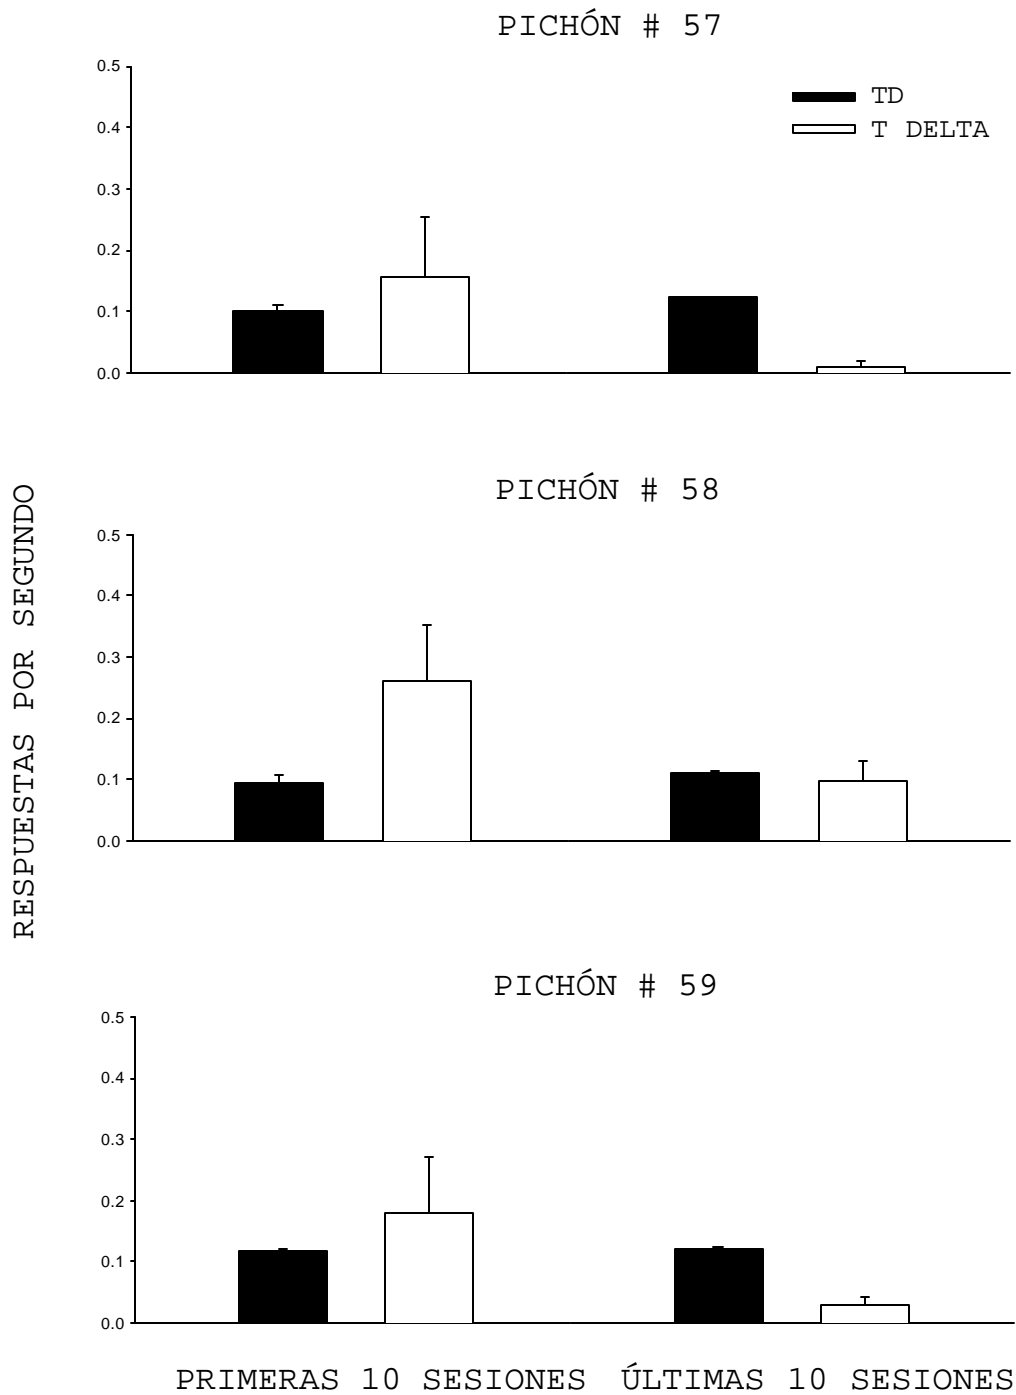 PICHÓN # 57
0.5
TD
T DELTA
0.4
0.3
0.2
0.1
0.0
RESPUESTAS POR SEGUNDO
PICHÓN # 58
0.5
0.4
0.3
0.2
0.1
0.0
PICHÓN # 59
0.5
0.4
0.3
0.2
0.1
0.0
PRIMERAS 10 SESIONES ÚLTIMAS 10 SESIONES